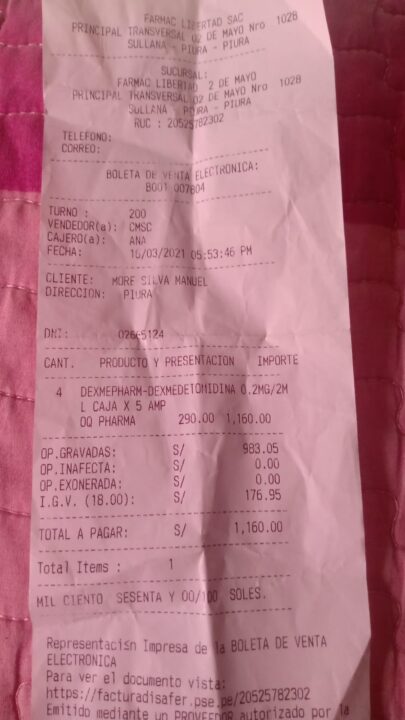 FARMAC LIBERTAD SAC
PRINCIPAL TRANSVERSAL 02 DE MAYO Nro 1028
SULLANA - PIURA - PIURA
SUCURSAL:
FARMAC LIBERTAD 2 DE MAYO
PRINCIPAL TRANSVERSAL 02 DE MAYO Nro 1028
SULLANA - PIURA - PIURA
RUC : 20525782302
TELEFONO:
CORREO:
BOLETA DE VENTA ELECTRONICA:
B001 007804
TURNO : 200
VENDEDOR(a): CMSC
CAJERO(a): ANA
FECHA: 16/03/2021 05:53:46 PM
CLIENTE: MORE SILVA MANUEL
DIRECCION: PIURA
DNI: 02665124
CANT. PRODUCTO Y PRESENTACION IMPORTE
4 DEXMEPHARM-DEXMEDETOMIDINA 0.2MG/2M
L CAJA X 5 AMP
OQ PHARMA 290.00 1,160.00
OP.GRAVADAS: S/ 983.05
OP.INAFECTA: S/ 0.00
OP.EXONERADA: S/ 0.00
I.G.V. (18.00): S/ 176.95
TOTAL A PAGAR: S/ 1,160.00
Total Items : 1
MIL CIENTO SESENTA Y 00/100 SOLES.
Representación Impresa de la BOLETA DE VENTA
ELECTRONICA
Para ver el documento vista:
https://facturadisafer.pse.pe/20525782302
Emitido mediante un PROVEEDOR autorizado por la